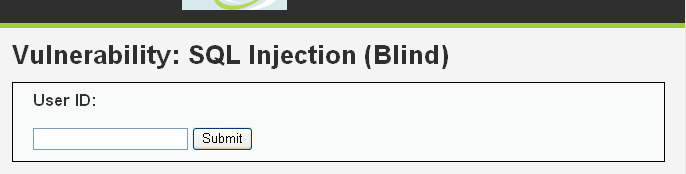 Vulnerability: SQL Injection (Blind)
User ID:
Submit